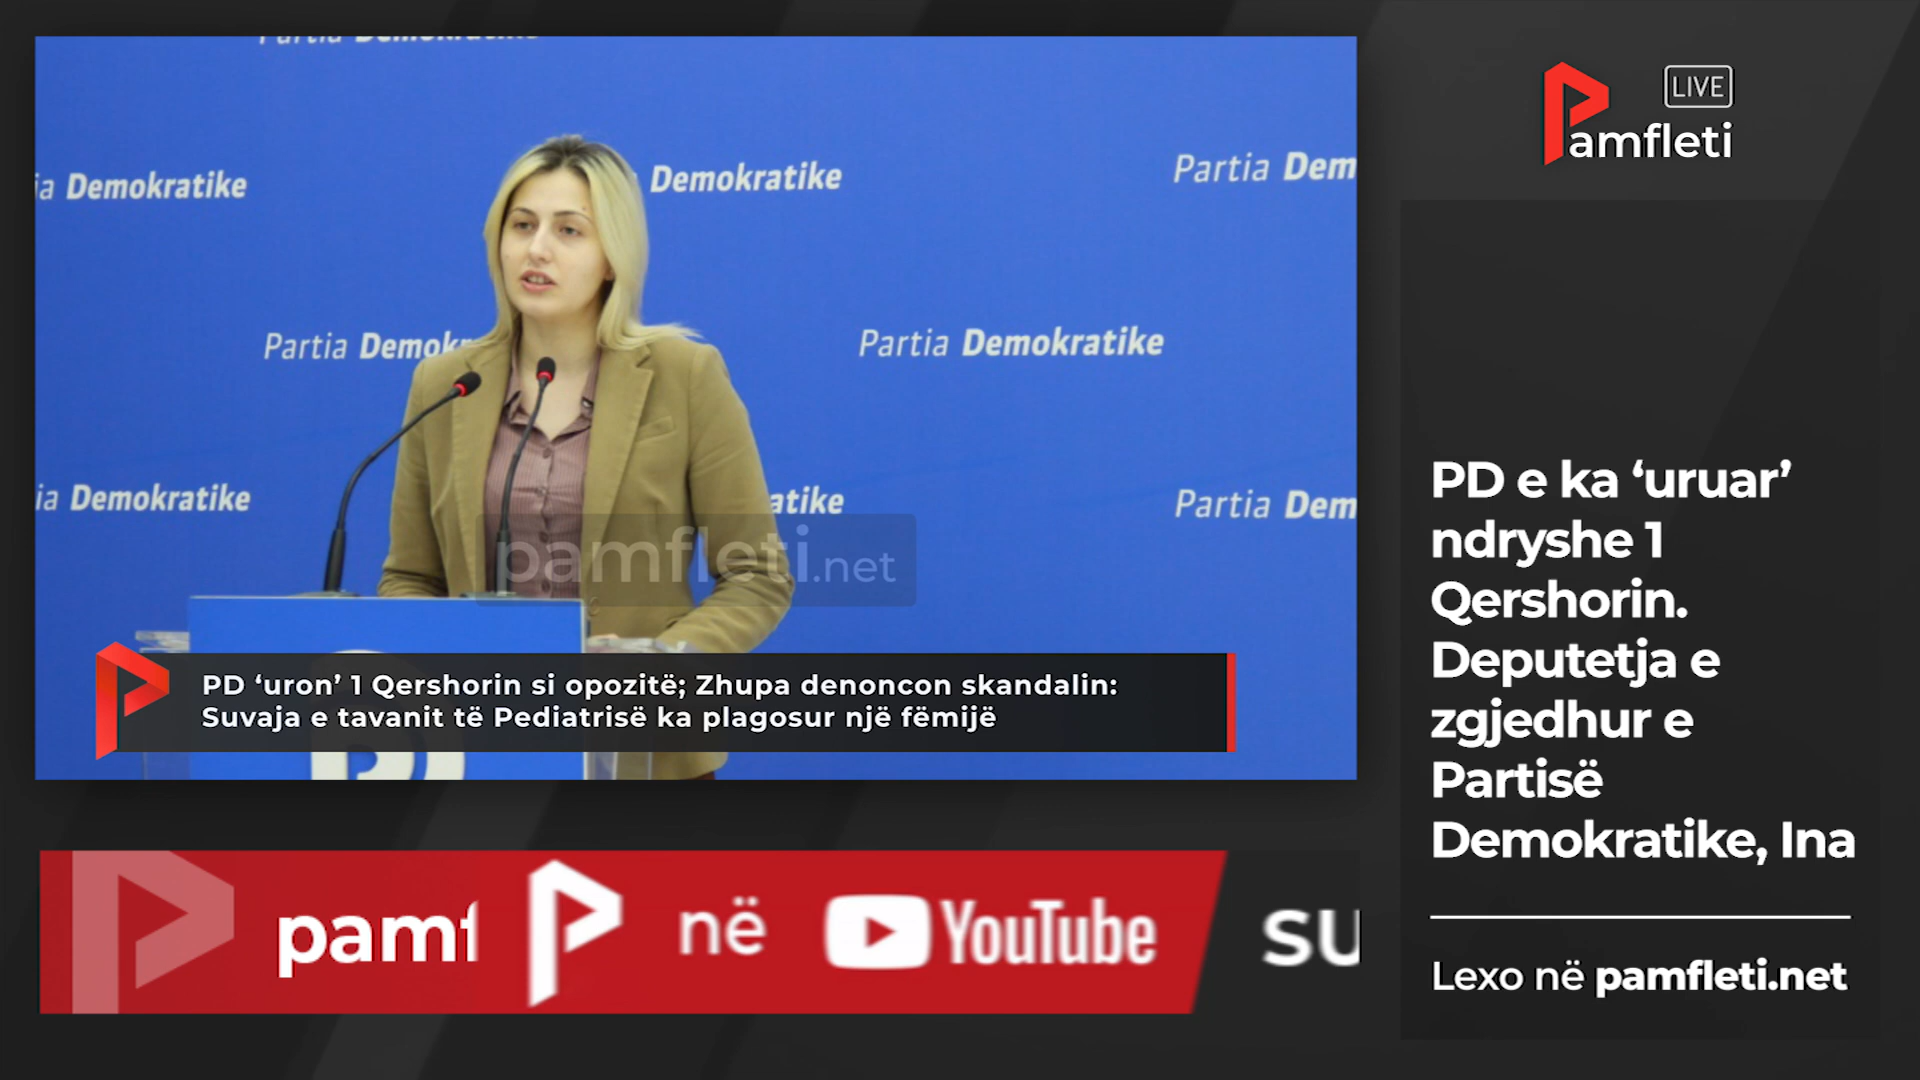 Partia Demokratike
ia Demokratike
Demokratike
Partia Dem
Partia Demok
Partia Demokratike
ia Demokratike
atike
Partia Dem
pamfleti.net
PD ‘uron’ 1 Qershorin si opozitë; Zhupa denoncon skandalin:
Suvaja e tavanit të Pediatrisë ka plagosur një fëmijë
pamf
në
YouTube
su
LIVE
Pamfleti
PD e ka ‘uruar’
ndryshe 1
Qershorin.
Deputetja e
zgjedhur e
Partisë
Demokratike, Ina
Lexo në pamfleti.net